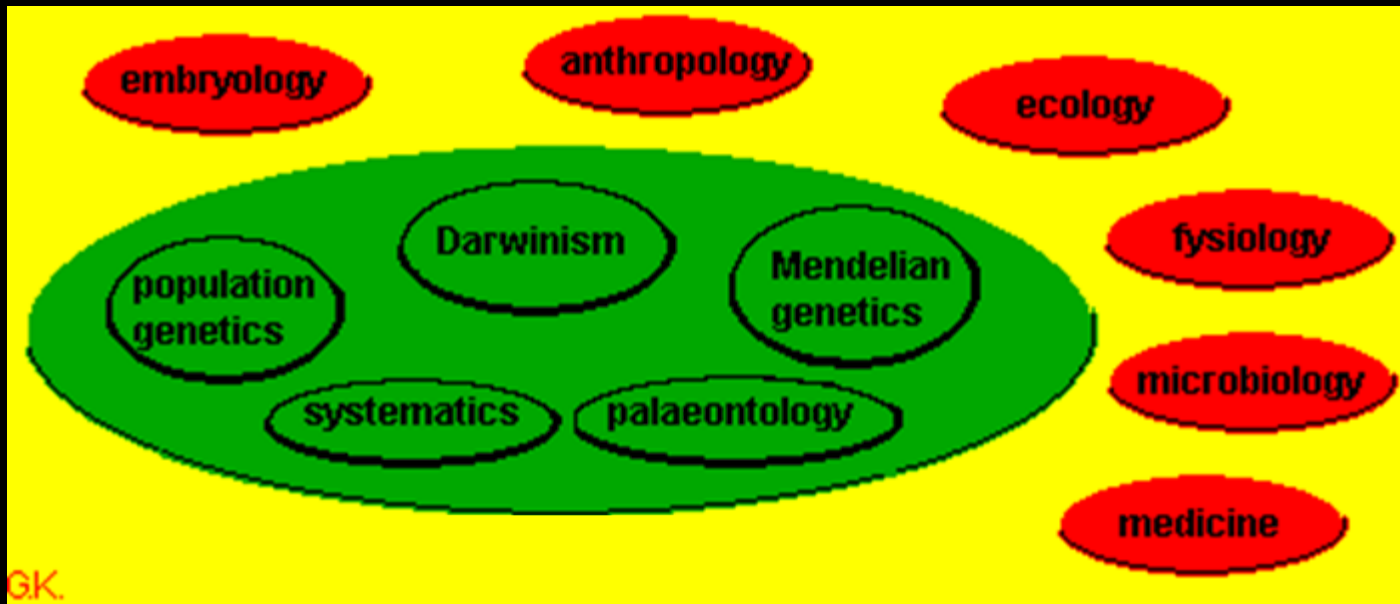 embryology
anthropology
ecology
Darwinism
population
genetics
Mendelian
genetics
fysiology
systematics
palaeontology
microbiology
medicine
G.K.